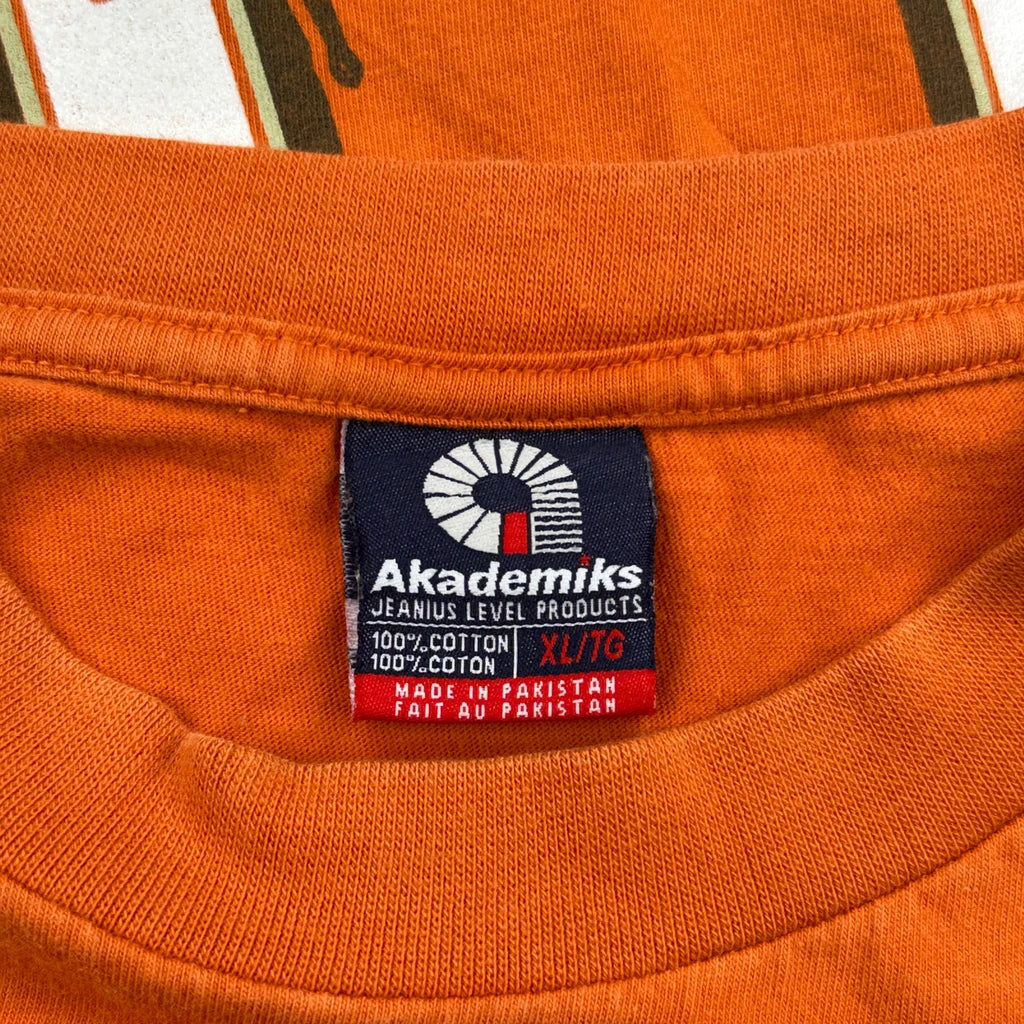 Akademiks
JEANIUS LEVEL PRODUCTS
100% COTTON
100% COTON
XL/TG
MADE IN PAKISTAN
FAIT AU PAKISTAN